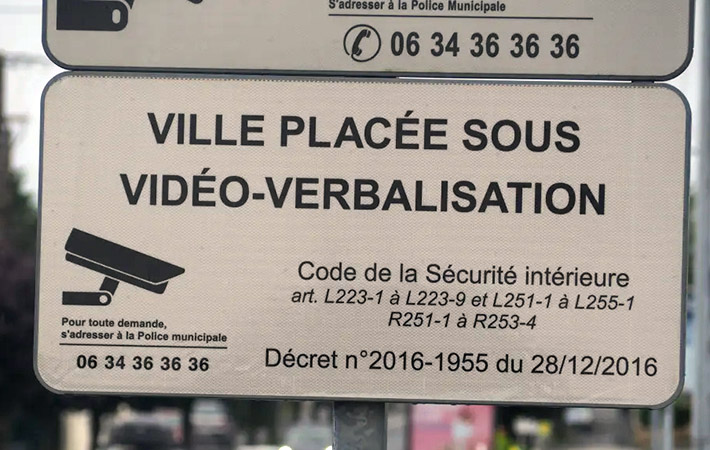 S'adresser à la Police Municipale
06 34 36 36 36
VILLE PLACÉE SOUS
VIDÉO-VERBALISATION
Code de la Sécurité intérieure
art. L223-1 à L223-9 et L251-1 à L255-1
R251-1 à R253-4
Pour toute demande,
s'adresser à la Police municipale
06 34 36 36 36
Décret n°2016-1955 du 28/12/2016